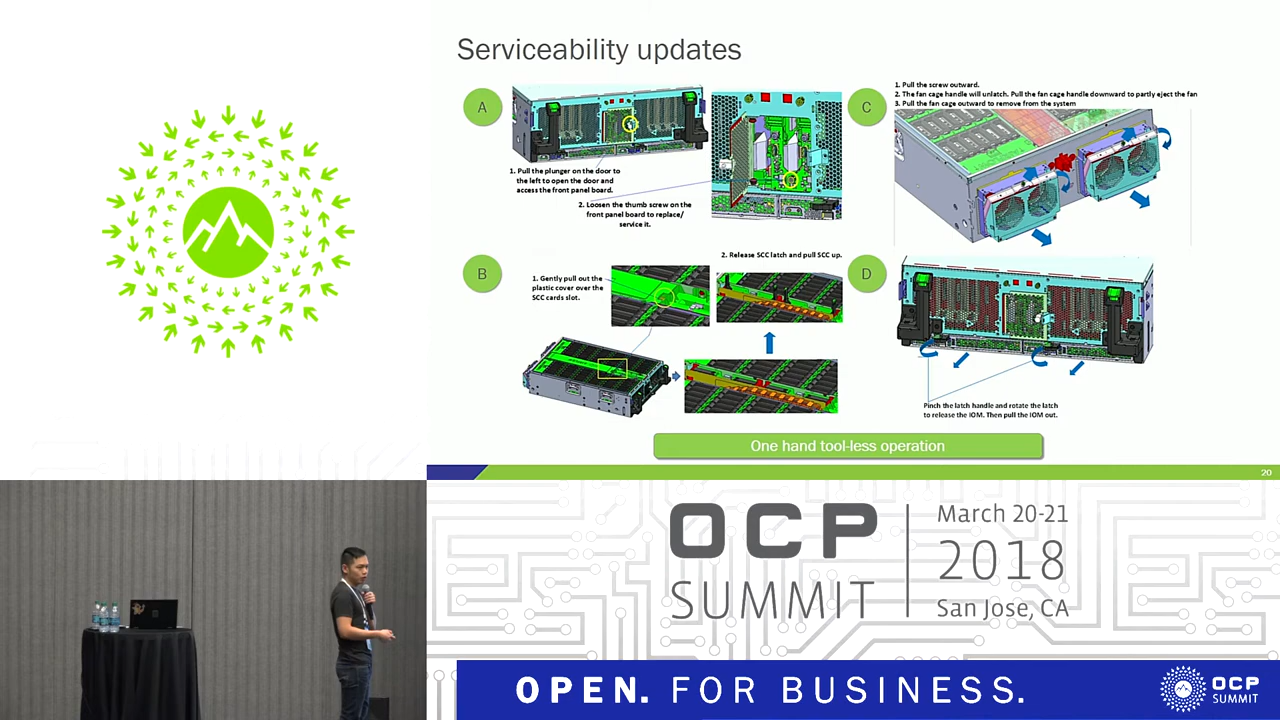 Serviceability updates
A
1. Pull the plunger on the door to
the left to open the door and
access the front panel board.
2. Loosen the thumb screw on the
front panel board to replace/
service it.
C
1. Pull the screw outward.
2. The fan cage handle will unlatch. Pull the fan cage handle downward to partly eject the fan
3. Pull the fan cage outward to remove from the system
B
1. Gently pull out the
plastic cover over the
SCC cards slot.
2. Release SCC latch and pull SCC up.
D
Pinch the latch handle and rotate the latch
to release the IOM. Then pull the IOM out.
One hand tool-less operation
20
OCP
SUMMIT
March 20-21
2018
San Jose, CA
OPEN. FOR BUSINESS.
OCP
SUMMIT